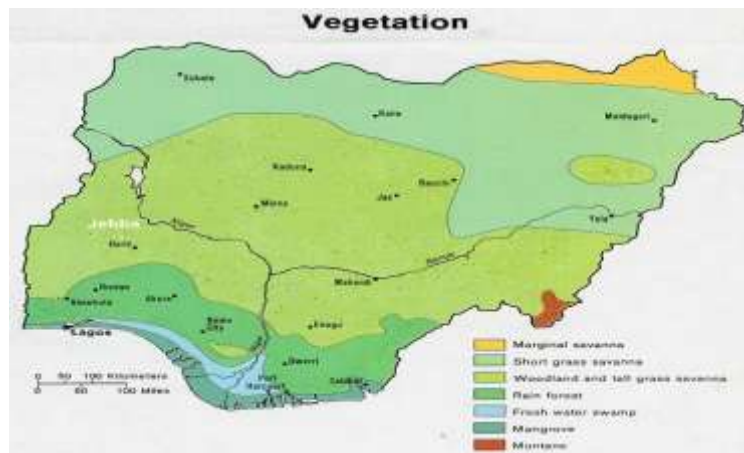 Vegetation
Sokoto
Kano
Maiduguri
Kaduna
Bauchi
Jos
Minna
Yola
Jebba
Niger
Ilorin
Benue
Makurdi
Ibadan
Abeokuta
Akure
Benin
City
Enugu
Lagos
Owerri
Port
Harcourt
Calabar
0 50 100 Kilometers
0 50 100 Miles
Marginal savanna
Short grass savanna
Woodland and tall grass savanna
Rain forest
Fresh water swamp
Mangrove
Montane